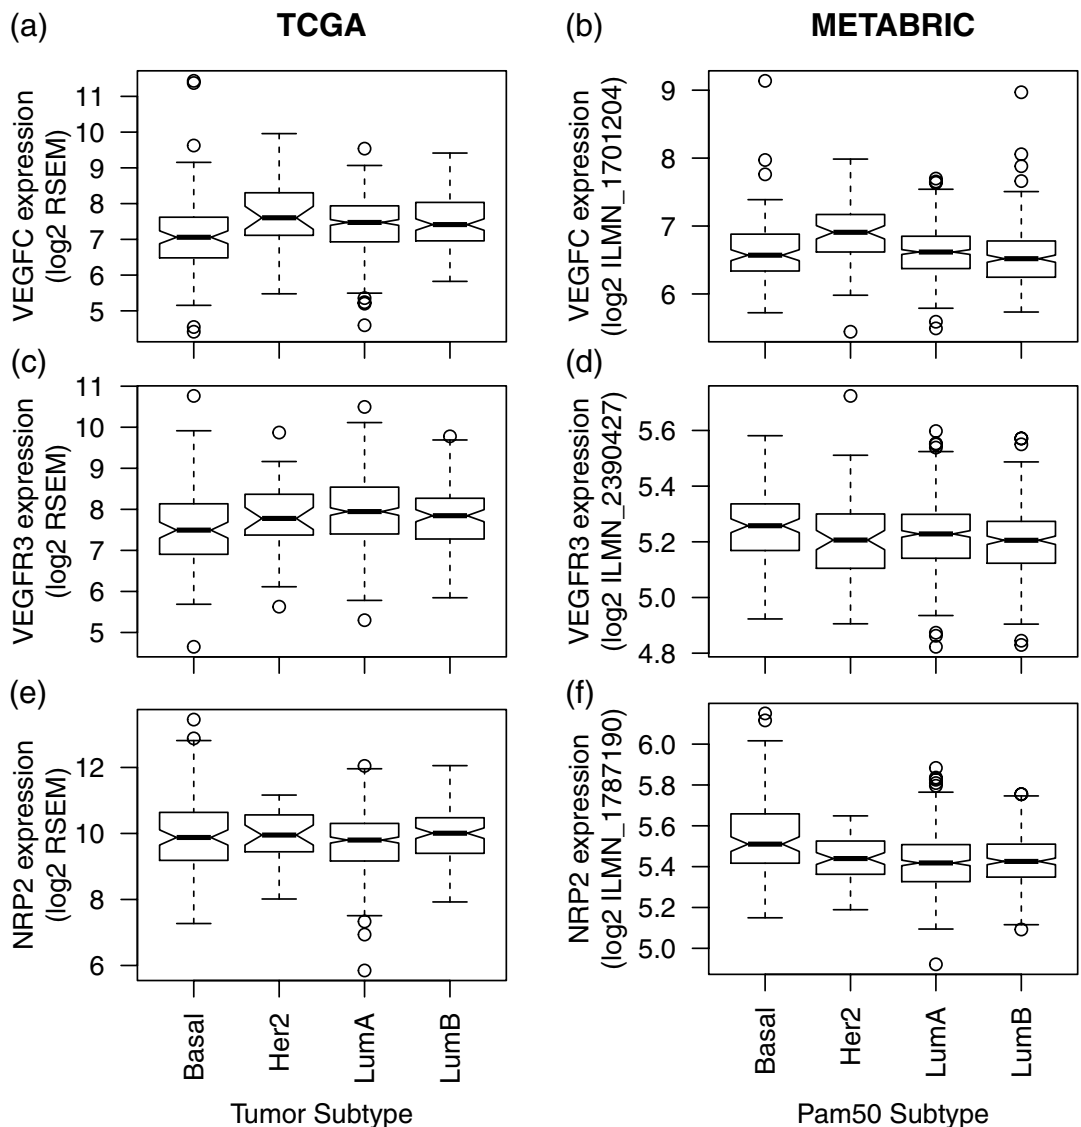 (a) TCGA
(b) METABRIC
VEGFC expression
(log2 RSEM)
11
10
9
8
7
6
5
VEGFC expression
(log2 ILMN_1701204)
9
8
7
6
(c)
VEGFR3 expression
(log2 RSEM)
11
10
9
8
7
6
5
(d)
VEGFR3 expression
(log2 ILMN_2390427)
5.6
5.4
5.2
5.0
4.8
(e)
NRP2 expression
(log2 RSEM)
12
10
8
6
Basal
Her2
LumA
LumB
Tumor Subtype
(f)
NRP2 expression
(log2 ILMN_1787190)
6.0
5.8
5.6
5.4
5.2
5.0
Basal
Her2
LumA
LumB
Pam50 Subtype